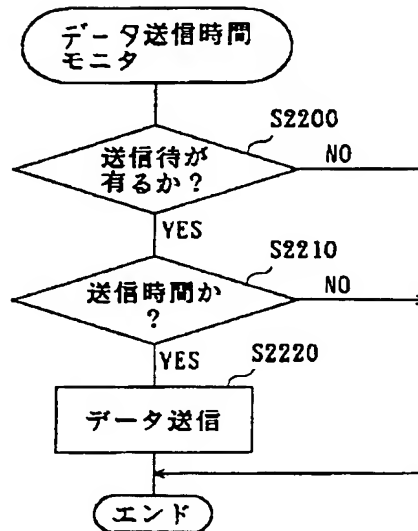 データ送信時間
モニタ
S2200
送信待が
有るか？
NO
YES
S2210
送信時間か
？
NO
YES
S2220
データ送信
エンド